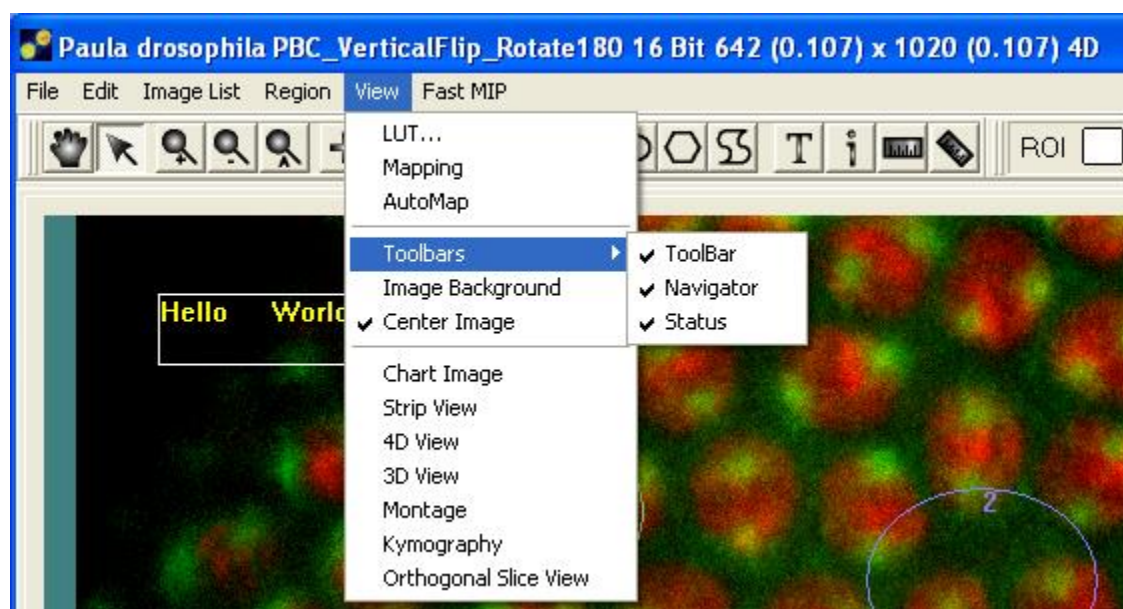 Paula drosophila PBC_VerticalFlip_Rotate180 16 Bit 642 (0.107) x 1020 (0.107) 4D
File Edit Image List Region View Fast MIP
T i ROI
LUT...
Mapping
AutoMap
Toolbars
ToolBar
Image Background
Navigator
Center Image
Status
Hello World
Chart Image
Strip View
4D View
3D View
Montage
Kymography
Orthogonal Slice View
2